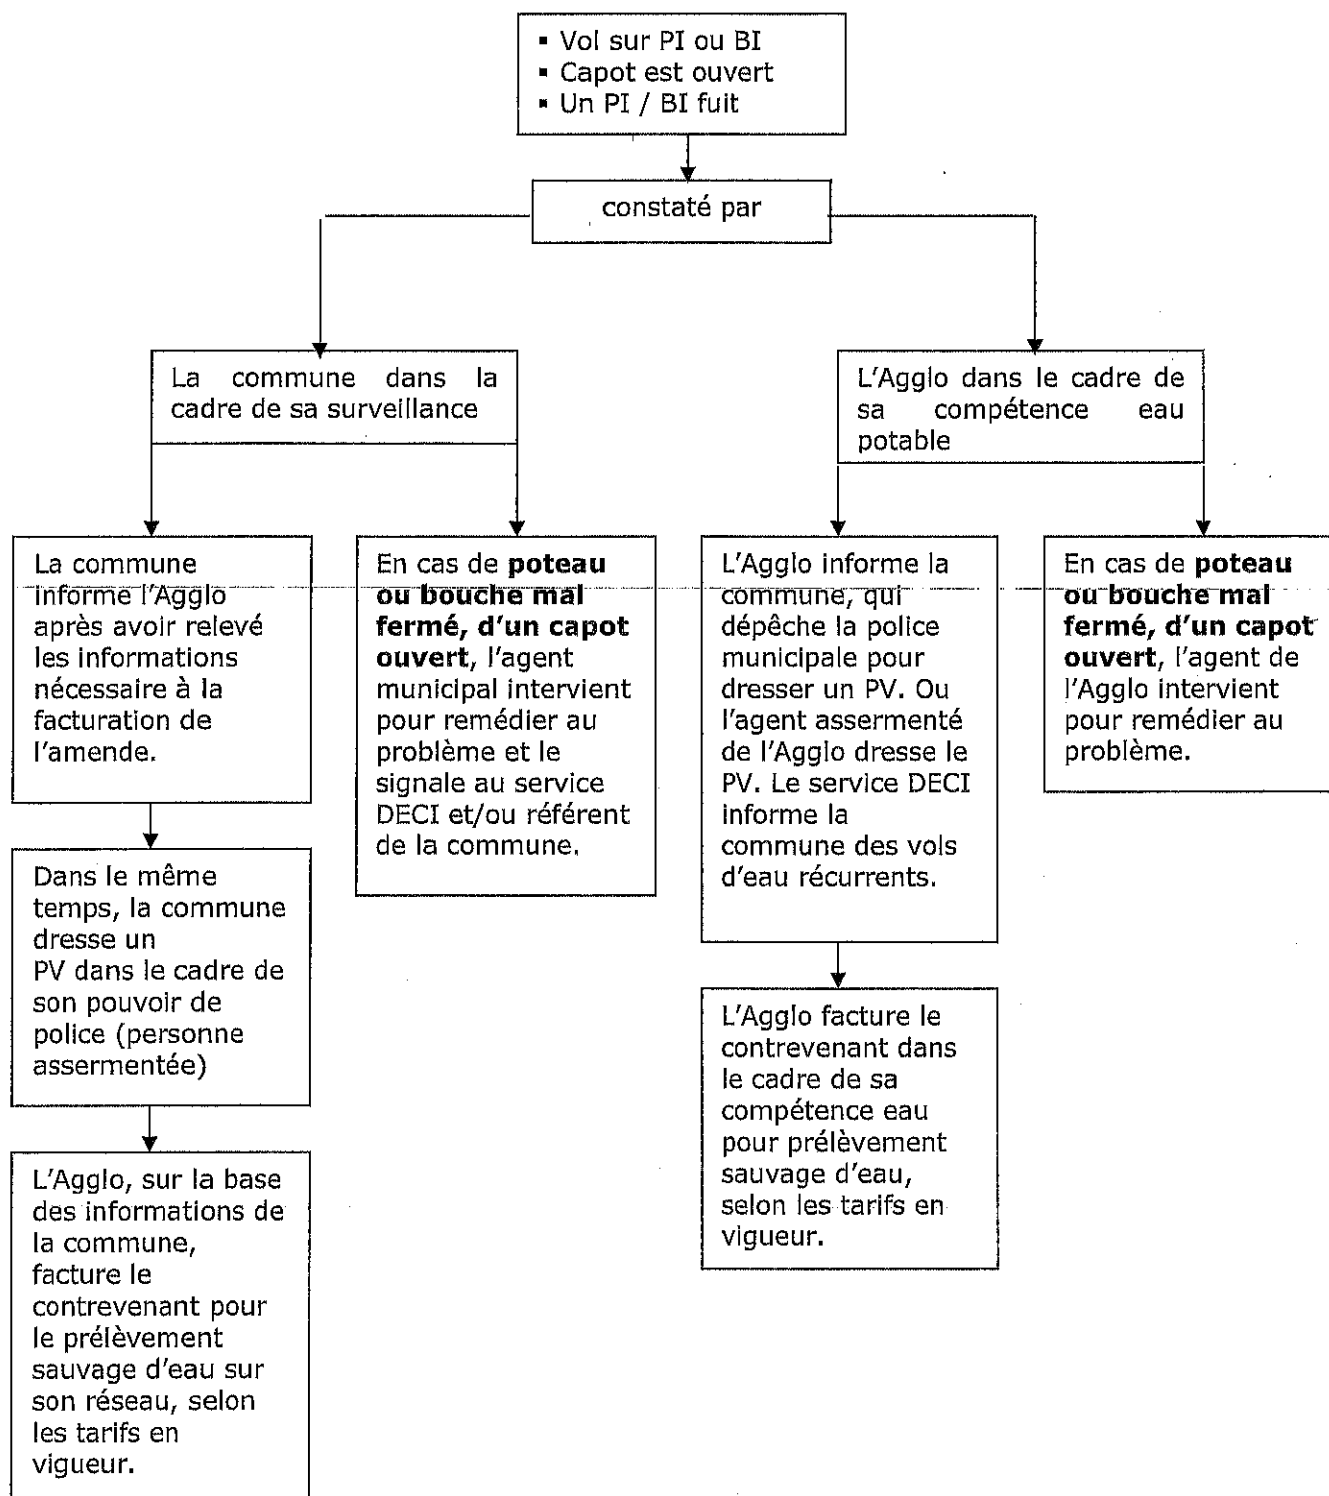 ▪ Vol sur PI ou BI
▪ Capot est ouvert
▪ Un PI / BI fuit
constaté par
La commune dans la
cadre de sa surveillance
L'Agglo dans le cadre de
sa compétence eau
potable
La commune
informe l'Agglo
après avoir relevé
les informations
nécessaire à la
facturation de
l'amende.
En cas de poteau
ou bouche mal
fermé, d'un capot
ouvert, l'agent
municipal intervient
pour remédier au
problème et le
signale au service
DECI et/ou référent
de la commune.
L'Agglo informe la
commune, qui
dépêche la police
municipale pour
dresser un PV. Ou
l'agent assermenté
de l'Agglo dresse le
PV. Le service DECI
informe la
commune des vols
d'eau récurrents.
En cas de poteau
ou bouche mal
fermé, d'un capot
ouvert, l'agent de
l'Agglo intervient
pour remédier au
problème.
Dans le même
temps, la commune
dresse un
PV dans le cadre de
son pouvoir de
police (personne
assermentée)
L'Agglo facture le
contrevenant dans
le cadre de sa
compétence eau
pour prélèvement
sauvage d'eau,
selon les tarifs en
vigueur.
L'Agglo, sur la base
des informations de
la commune,
facture le
contrevenant pour
le prélèvement
sauvage d'eau sur
son réseau, selon
les tarifs en
vigueur.